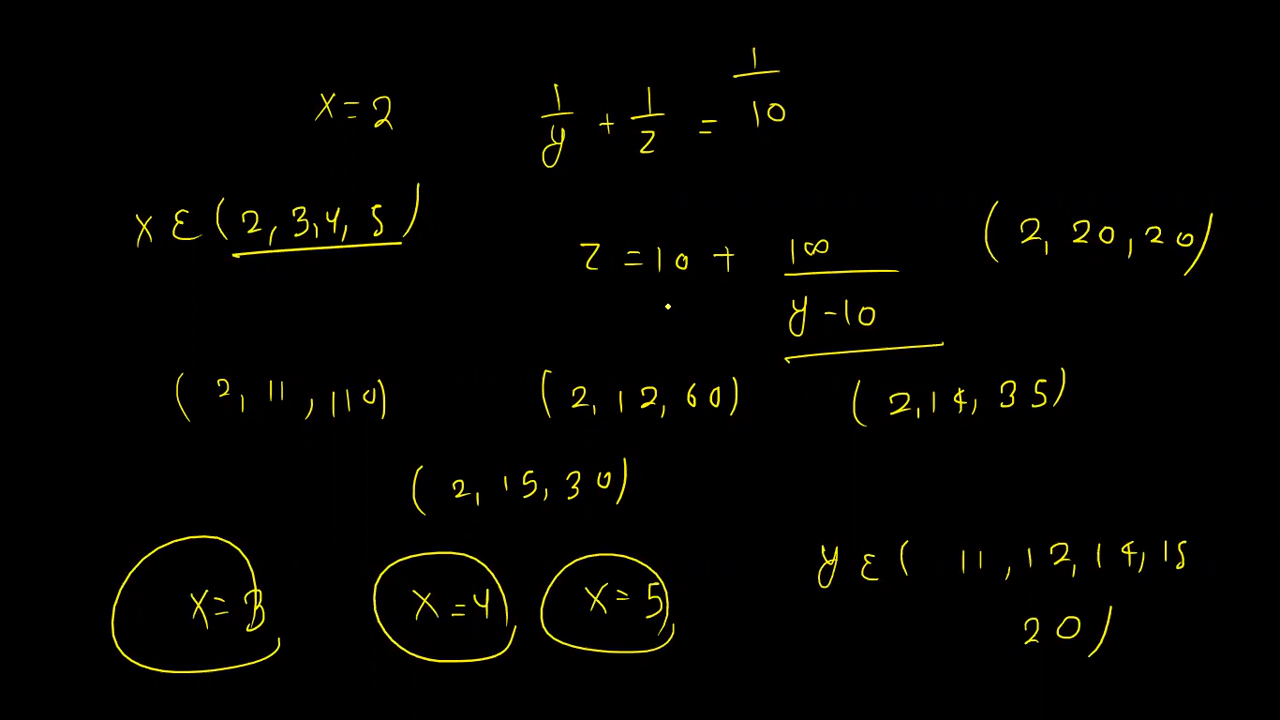 x = 2
1/y + 1/z = 1/10
x ε (2, 3, 4, 5)
z = 10 + 100/(y - 10)
(2, 20, 20)
(2, 11, 110)
(2, 12, 60)
(2, 14, 35)
(2, 15, 30)
x = 3
x = 4
x = 5
y ε ( 11, 12, 14, 15
20)